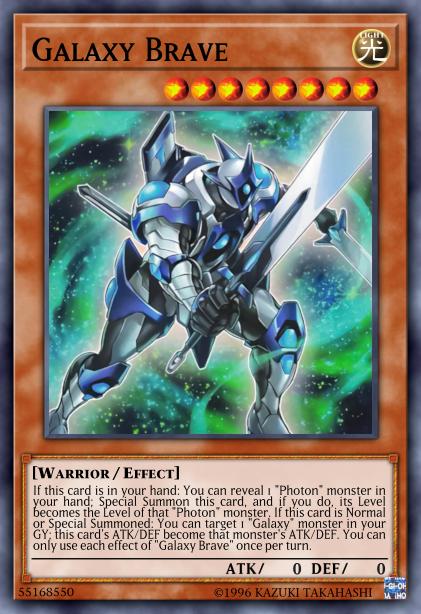 Galaxy Brave
LIGHT
光
[Warrior / Effect]
If this card is in your hand: You can reveal 1 "Photon" monster in
your hand; Special Summon this card, and if you do, its Level
becomes the Level of that "Photon" monster. If this card is Normal
or Special Summoned: You can target 1 "Galaxy" monster in your
GY; this card's ATK/DEF become that monster's ATK/DEF. You can
only use each effect of "Galaxy Brave" once per turn.
ATK/ 0 DEF/ 0
55168550 ©1996 KAZUKI TAKAHASHI